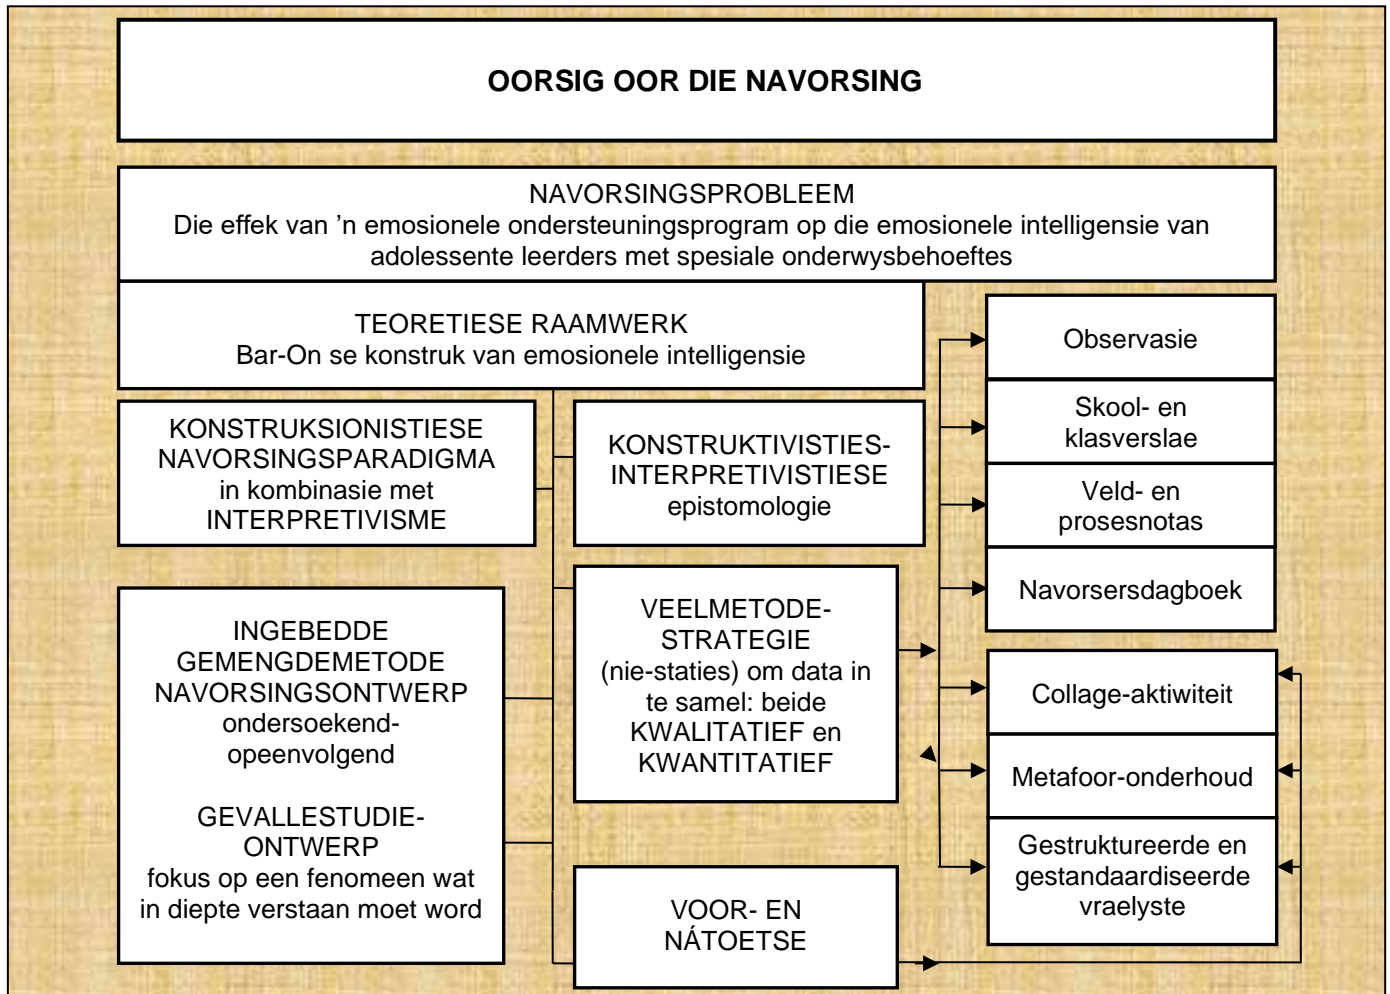 OORSIG OOR DIE NAVORSING
NAVORSINGSPROBLEEM
Die effek van ’n emosionele ondersteuningsprogram op die emosionele intelligensie van
adolessente leerders met spesiale onderwysbehoeftes
TEORETIESE RAAMWERK
Bar-On se konstruk van emosionele intelligensie
KONSTRUKSIONISTIESE
NAVORSINGSPARADIGMA
in kombinasie met
INTERPRETIVISME
KONSTRUKTIVISTIES-
INTERPRETIVISTIESE
epistomologie
INGEBEDDE
GEMENGDEMETODE
NAVORSINGSONTWERP
ondersoekend-
opeenvolgend
GEVALLESTUDIE-
ONTWERP
fokus op een fenomeen wat
in diepte verstaan moet word
VEELMETODE-
STRATEGIE
(nie-staties) om data in
te samel: beide
KWALITATIEF en
KWANTITATIEF
VOOR- EN
NÁTOETSE
Observasie
Skool- en
klasverslae
Veld- en
prosesnotas
Navorsersdagboek
Collage-aktiwiteit
Metafoor-onderhoud
Gestruktureerde en
gestandaardiseerde
vraelyste